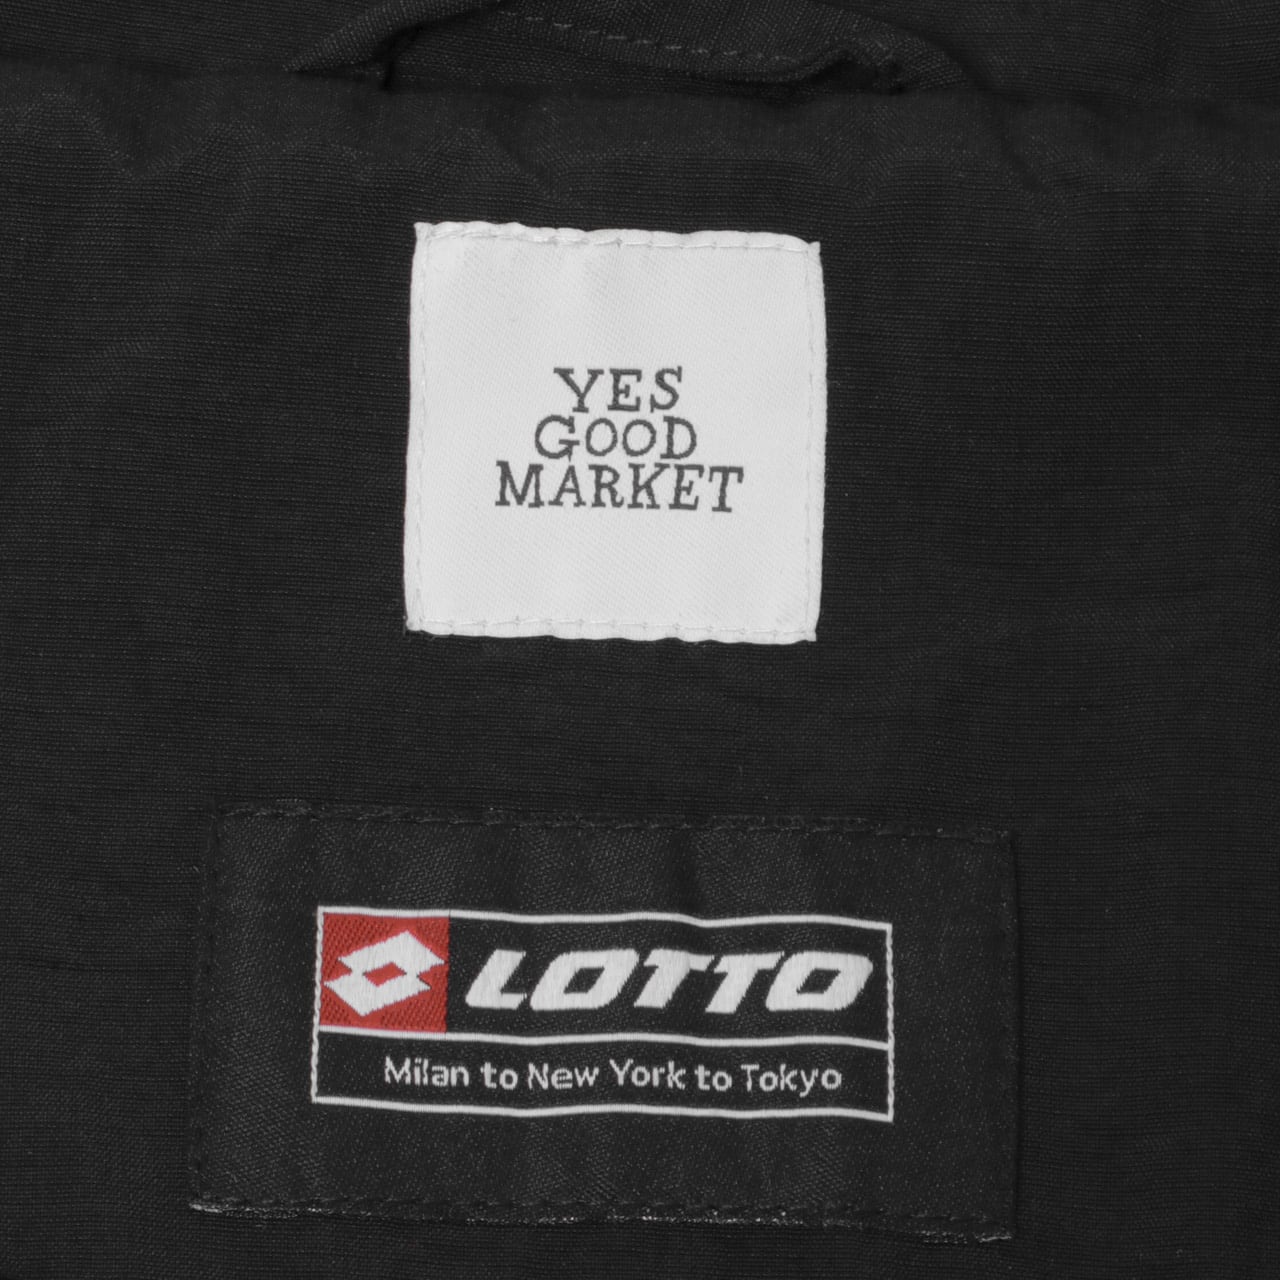 YES
GOOD
MARKET
LOTTO
Milan to New York to Tokyo